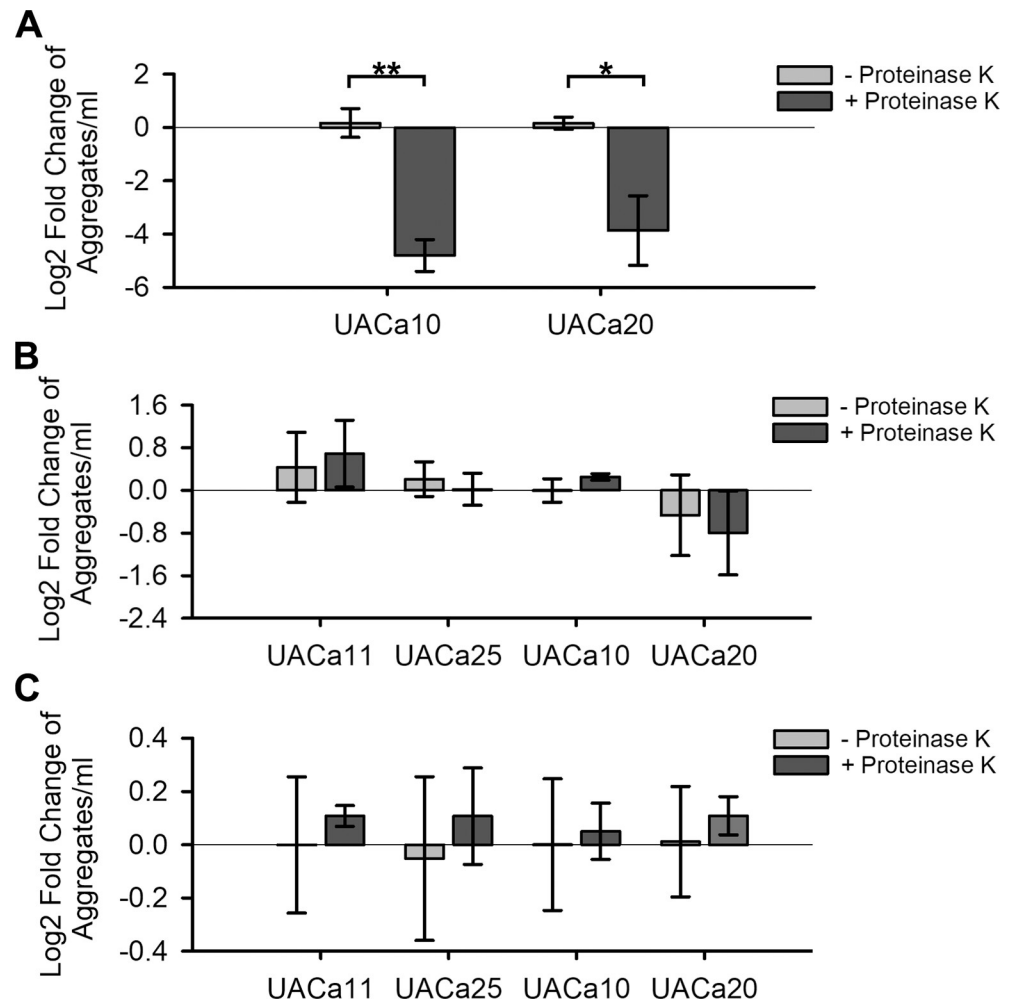 A
Log2 Fold Change of
Aggregates/ml
2
0
-2
-4
-6
**
*
- Proteinase K
+ Proteinase K
UACa10 UACa20
B
Log2 Fold Change of
Aggregates/ml
1.6
0.8
0.0
-0.8
-1.6
-2.4
- Proteinase K
+ Proteinase K
UACa11 UACa25 UACa10 UACa20
C
Log2 Fold Change of
Aggregates/ml
0.4
0.2
0.0
-0.2
-0.4
- Proteinase K
+ Proteinase K
UACa11 UACa25 UACa10 UACa20